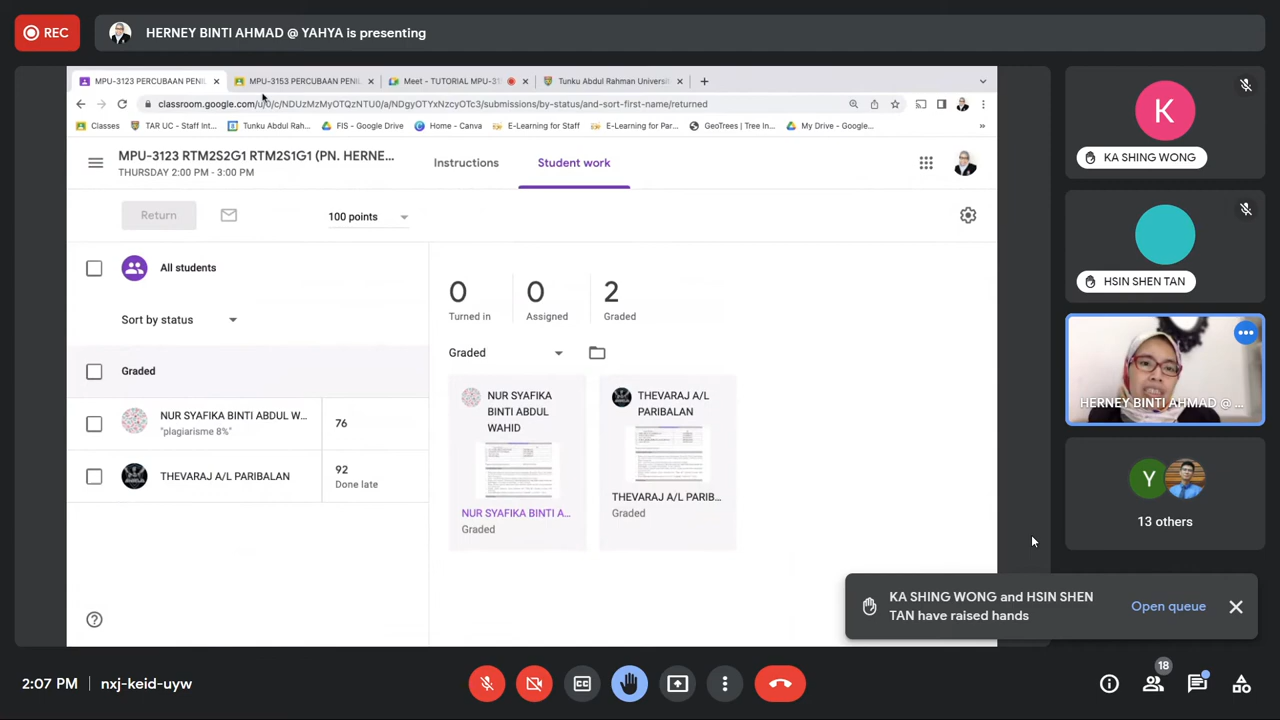 REC
HERNEY BINTI AHMAD @ YAHYA is presenting
MPU-3123 PERCUBAAN PENI
MPU-3153 PERCUBAAN PENIL
Meet - TUTORIAL MPU-31
Tunku Abdul Rahman Universit
classroom.google.com/u/0/c/NDUzMzMyOTQzNTU0/a/NDgyOTYxNzcyOTc3/submissions/by-status/and-sort-first-name/returned
Classes
TAR UC - Staff Int...
Tunku Abdul Rah...
FIS - Google Drive
Home - Canva
E-Learning for Staff
E-Learning for Par...
GeoTrees | Tree In...
My Drive - Google...
»
MPU-3123 RTM2S2G1 RTM2S1G1 (PN. HERNE...
THURSDAY 2:00 PM - 3:00 PM
Instructions
Student work
Return
100 points
All students
Sort by status
Graded
NUR SYAFIKA BINTI ABDUL W...
"plagiarisme 8%"
76
THEVARAJ A/L PARIBALAN
92
Done late
0
Turned in
0
Assigned
2
Graded
Graded
NUR SYAFIKA
BINTI ABDUL
WAHID
NUR SYAFIKA BINTI A...
Graded
THEVARAJ A/L
PARIBALAN
THEVARAJ A/L PARIB...
Graded
K
KA SHING WONG
HSIN SHEN TAN
HERNEY BINTI AHMAD @ ...
Y
13 others
KA SHING WONG and HSIN SHEN
TAN have raised hands
Open queue
2:07 PM | nxj-keid-uyw
18